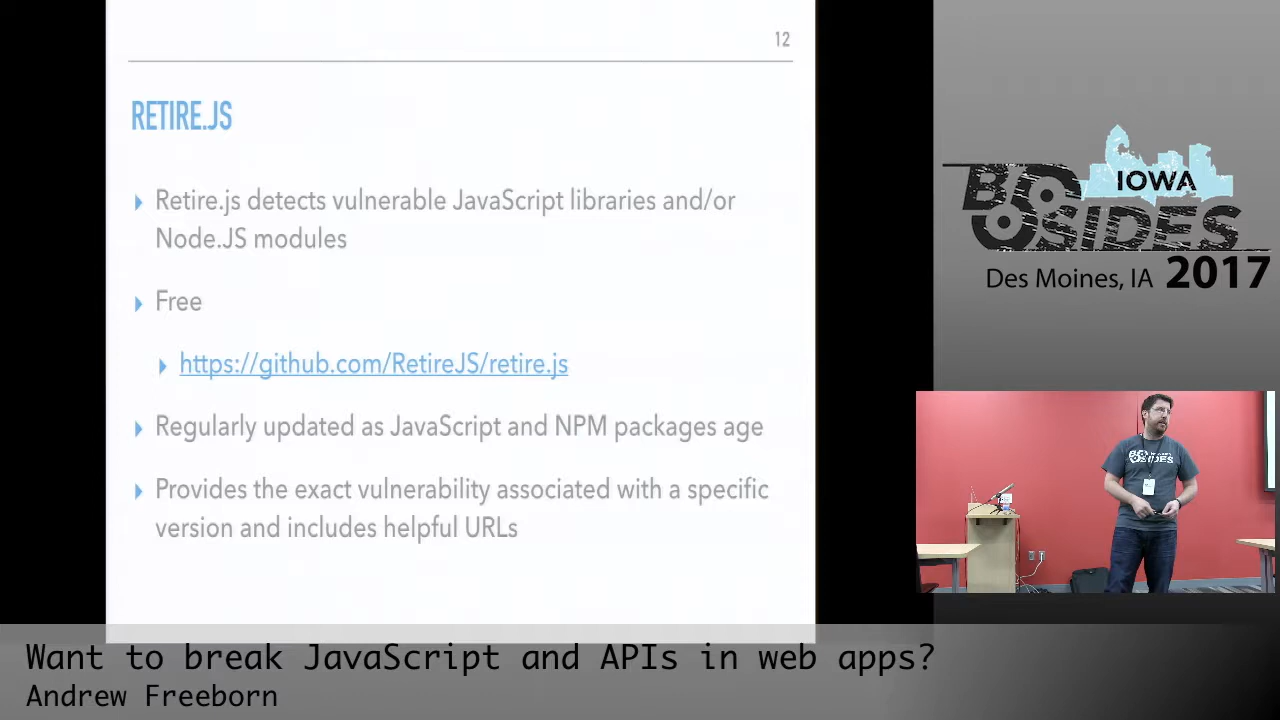 12
RETIRE.JS
Retire.js detects vulnerable JavaScript libraries and/or
Node.JS modules
Free
https://github.com/RetireJS/retire.js
Regularly updated as JavaScript and NPM packages age
Provides the exact vulnerability associated with a specific
version and includes helpful URLs
IOWA
BSIDES
Des Moines, IA 2017
BSIDES
Want to break JavaScript and APIs in web apps?
Andrew Freeborn